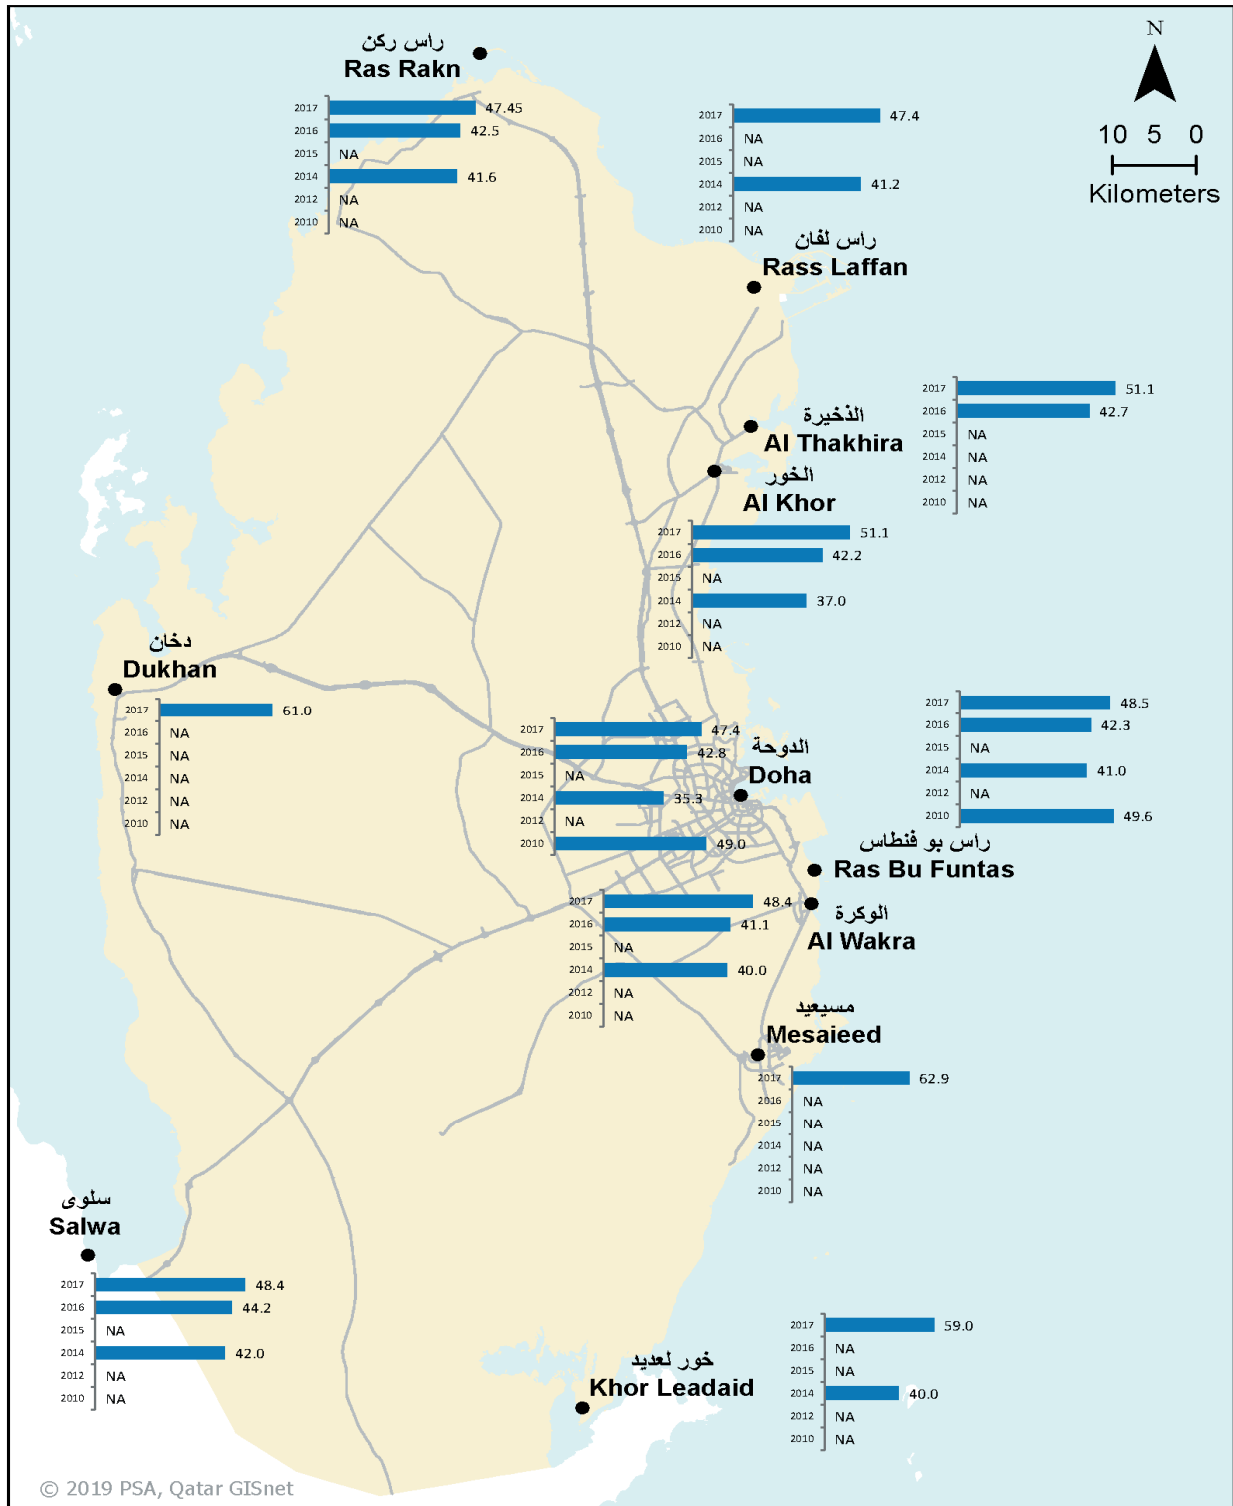 راس ركن
Ras Rakn
N
10 5 0
Kilometers
2017 47.45
2016 42.5
2015 NA
2014 41.6
2012 NA
2010 NA
2017 47.4
2016 NA
2015 NA
2014 41.2
2012 NA
2010 NA
راس لفان
Rass Laffan
2017 51.1
2016 42.7
2015 NA
2014 NA
2012 NA
2010 NA
الذخيرة
Al Thakhira
الخور
Al Khor
2017 51.1
2016 42.2
2015 NA
2014 37.0
2012 NA
2010 NA
دخان
Dukhan
2017 61.0
2016 NA
2015 NA
2014 NA
2012 NA
2010 NA
2017 47.4
2016 42.8
2015 NA
2014 35.3
2012 NA
2010 49.0
الدوحة
Doha
2017 48.5
2016 42.3
2015 NA
2014 41.0
2012 NA
2010 49.6
راس بو فنطاس
Ras Bu Funtas
2017 48.4
2016 41.1
2015 NA
2014 40.0
2012 NA
2010 NA
الوكرة
Al Wakra
مسيعيد
Mesaieed
2017 62.9
2016 NA
2015 NA
2014 NA
2012 NA
2010 NA
سلوى
Salwa
2017 48.4
2016 44.2
2015 NA
2014 42.0
2012 NA
2010 NA
خور لعديد
Khor Leadaid
2017 59.0
2016 NA
2015 NA
2014 40.0
2012 NA
2010 NA
© 2019 PSA, Qatar GISnet